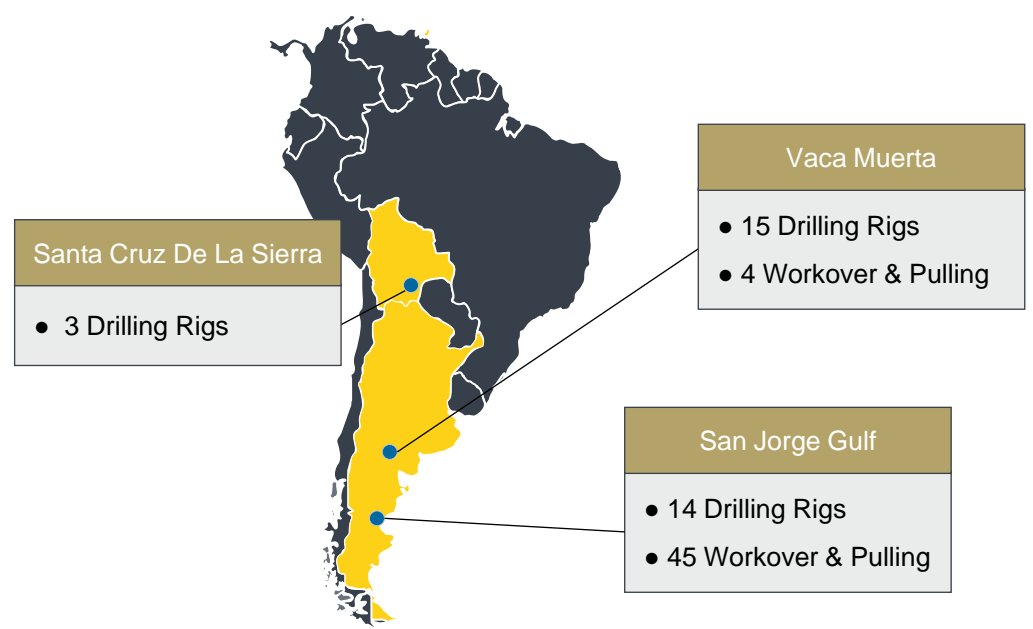 Vaca Muerta
● 15 Drilling Rigs
● 4 Workover & Pulling
Santa Cruz De La Sierra
● 3 Drilling Rigs
San Jorge Gulf
● 14 Drilling Rigs
● 45 Workover & Pulling